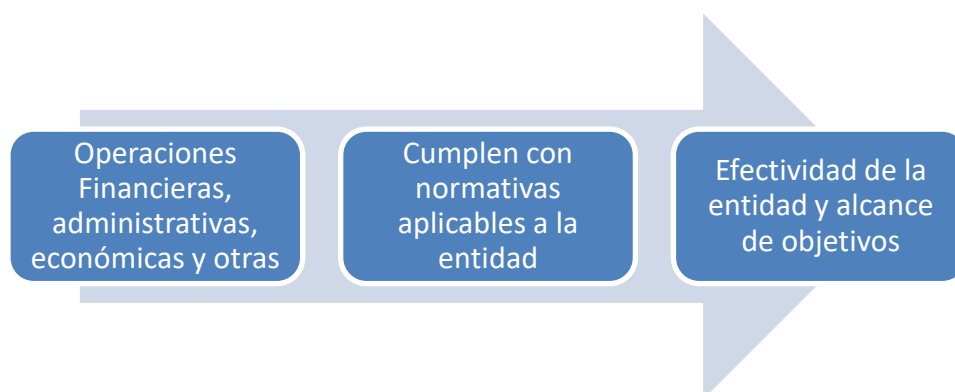 Operaciones
Financieras,
administrativas,
económicas y otras
Cumplen con
normativas
aplicables a la
entidad
Efectividad de la
entidad y alcance
de objetivos